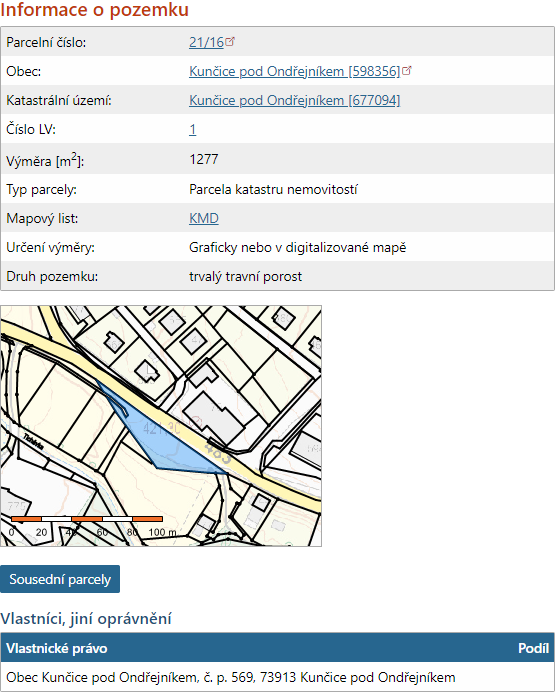 Informace o pozemku
Parcelní číslo: 21/16
Obec: Kunčice pod Ondřejníkem [598356]
Katastrální území: Kunčice pod Ondřejníkem [677094]
Číslo LV: 1
Výměra [m²]: 1277
Typ parcely: Parcela katastru nemovitostí
Mapový list: KMD
Určení výměry: Graficky nebo v digitalizované mapě
Druh pozemku: trvalý travní porost
483
0 20 40 60 80 100 m
Sousední parcely
Vlastníci, jiní oprávnění
Vlastnické právo Podíl
Obec Kunčice pod Ondřejníkem, č. p. 569, 73913 Kunčice pod Ondřejníkem